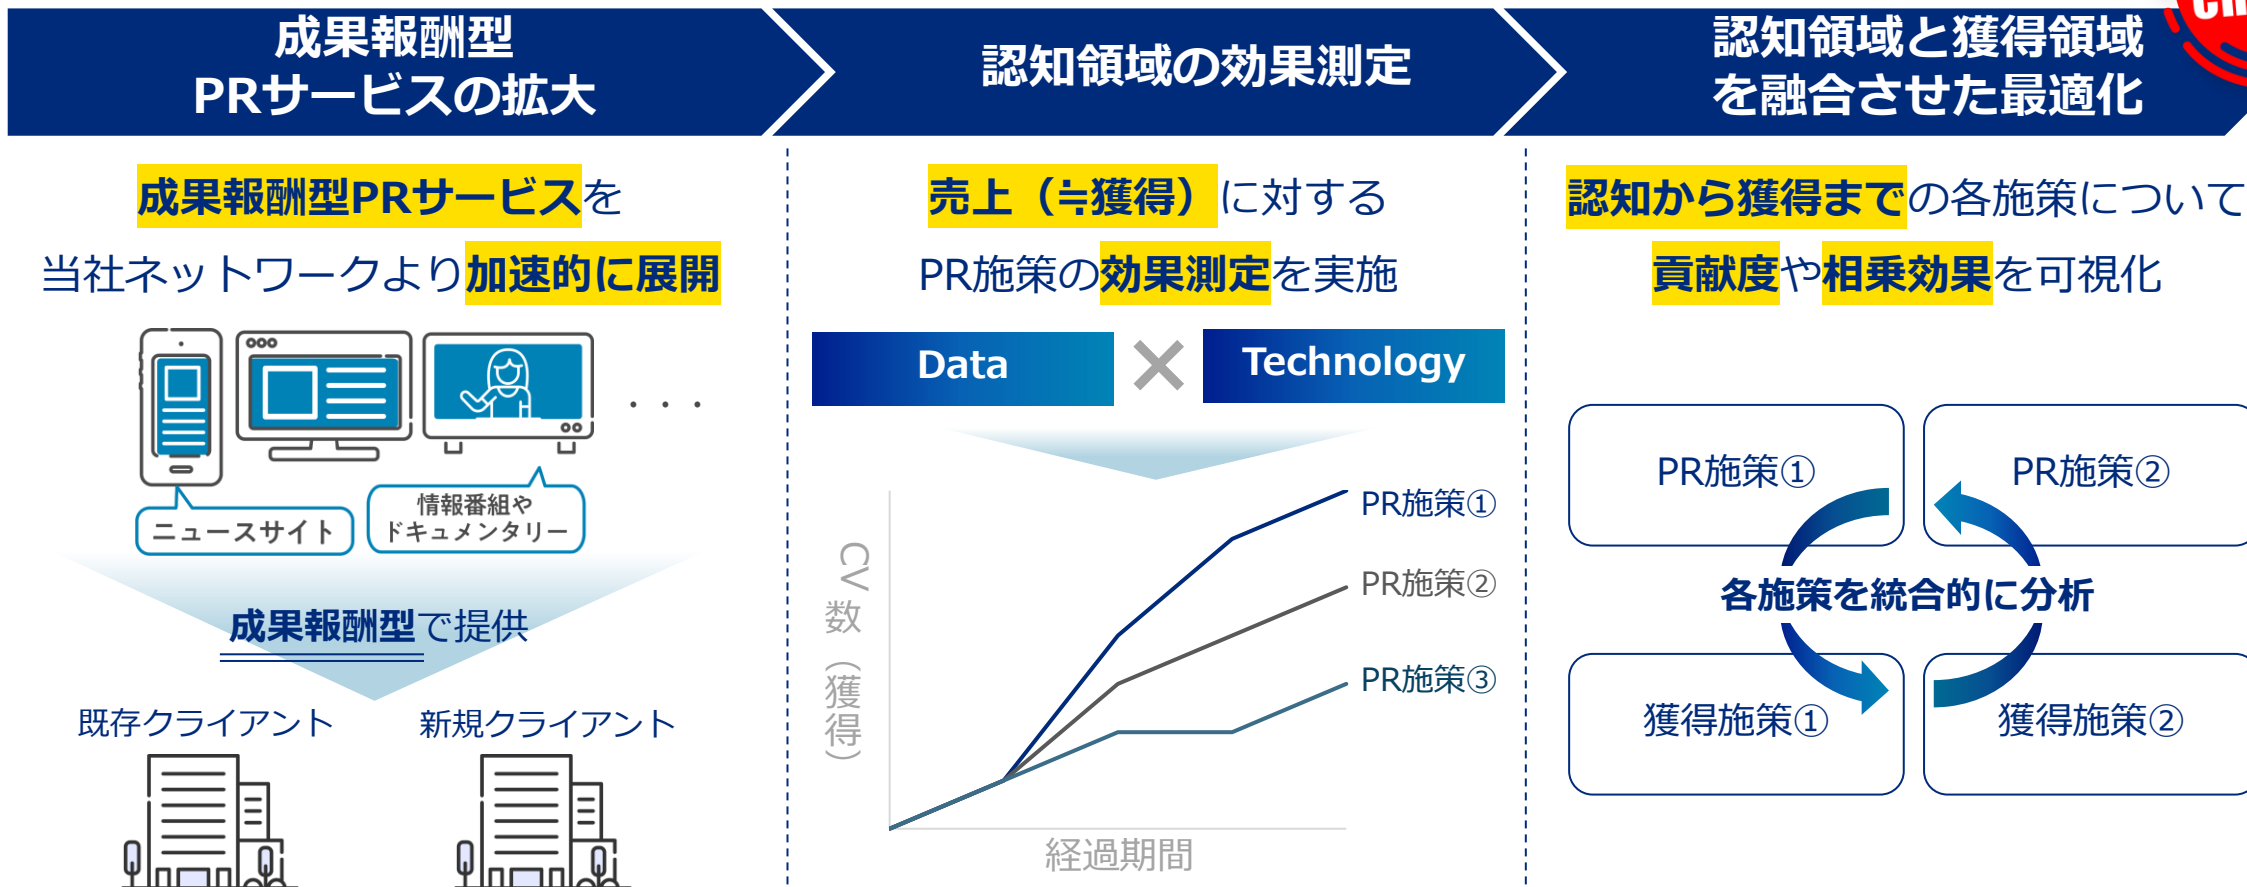 成果報酬型
PRサービスの拡大
認知領域の効果測定
認知領域と獲得領域
を融合させた最適化
成果報酬型PRサービスを
当社ネットワークより加速的に展開
・・・
ニュースサイト
情報番組や
ドキュメンタリー
成果報酬型で提供
既存クライアント
新規クライアント
売上（≒獲得）に対する
PR施策の効果測定を実施
Data
×
Technology
CV数（獲得）
PR施策①
PR施策②
PR施策③
経過期間
認知から獲得までの各施策について
貢献度や相乗効果を可視化
PR施策①
PR施策②
各施策を統合的に分析
獲得施策①
獲得施策②